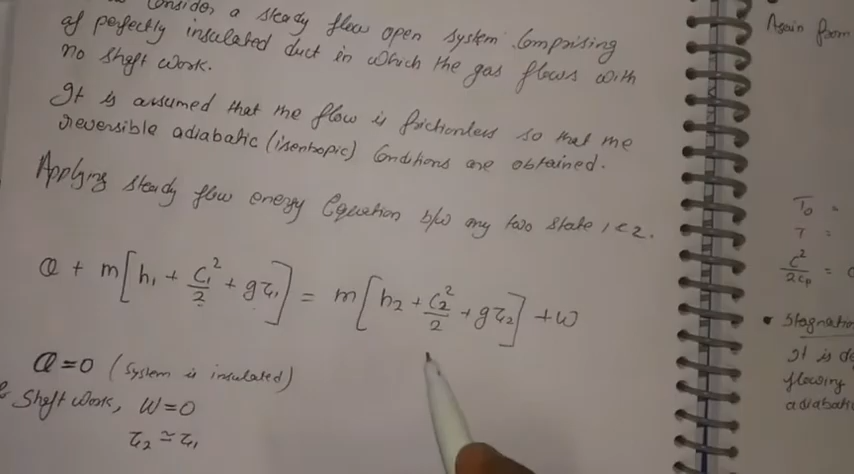 Consider a steady flow open system comprising
of perfectly insulated duct in which the gas flows with
no shaft work.
It is assumed that the flow is frictionless so that the
reversible adiabatic (isentropic) Conditions are obtained.
Applying steady flow energy Equation b/w any two state 1 & 2.
Q + m[h₁ + C₁²/2 + gz₁] = m[h₂ + C₂²/2 + gz₂] + W
Q = 0 (System is insulated)
Shaft work, W = 0
z₂ ≃ z₁
Again from
T₀ =
T =
C²/2Cp =
• Stagnatio
It is de
flowing
adiabat